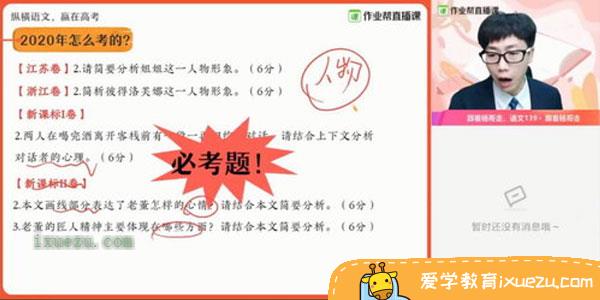 纵横语文,赢在高考
作业帮直播课
作业帮直播课
2020年怎么考的?
【江苏卷】2.请简要分析姐姐这一人物形象。(6分)
人物
【浙江卷】2.简析彼得洛芙娜这一人物形象。(6分)
【新课标I卷】
2.两人在喝完酒离开客栈前有一
对话,请结合上下文分析
对话者的心理。(6分)
必考题!
【新课标II卷】
2.本文画线部分表达了老董怎样的心情?请结合本文简要分析。(6分)
3.老董的匠人精神主要体现在哪些方面?请结合本文简要分析。(6分)
ixuezu.com
跟着杨哥走,语文139+ 跟着杨哥走
暂时还没有消息哦~
爱学教育ixuezu.com